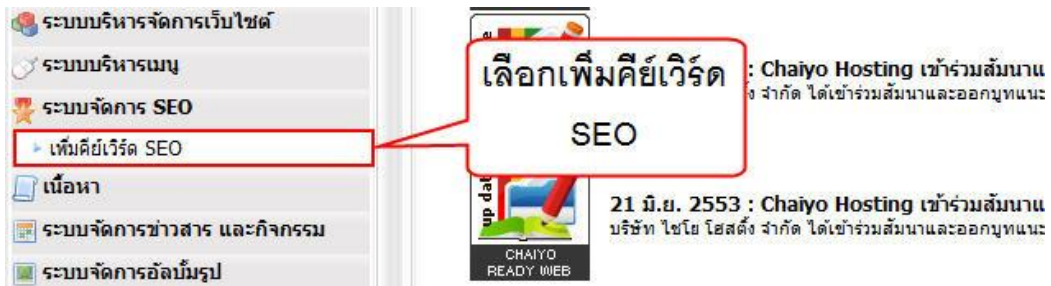 ระบบบริหารจัดการเว็บไซต์
ระบบบริหารเมนู
ระบบจัดการ SEO
เพิ่มคีย์เวิร์ด SEO
เนื้อหา
ระบบจัดการข่าวสาร และกิจกรรม
ระบบจัดการอัลบั้มรูป
เลือกเพิ่มคีย์เวิร์ด
SEO
: Chaiyo Hosting เข้าร่วมสัมนาแ
จำกัด ได้เข้าร่วมสัมนาและออกบูทแนะ
up dat
CHAIYO
READY WEB
21 มิ.ย. 2553 : Chaiyo Hosting เข้าร่วมสัมนาแ
บริษัท ไชโย โฮสติ้ง จำกัด ได้เข้าร่วมสัมนาและออกบูทแนะ